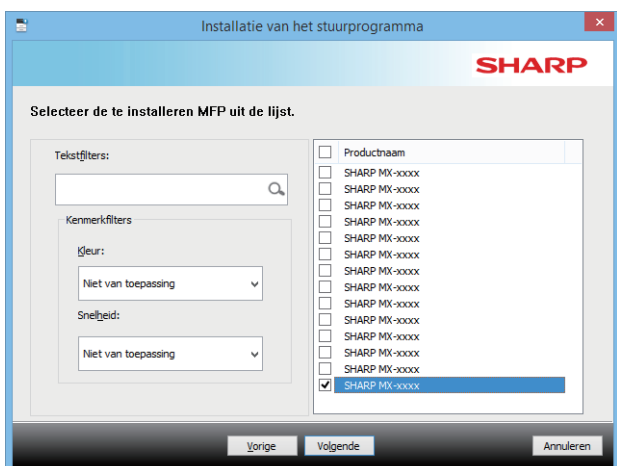 Installatie van het stuurprogramma
SHARP
Selecteer de te installeren MFP uit de lijst.
Tekstfilters:
Kenmerkfilters
Kleur:
Niet van toepassing
Snelheid:
Niet van toepassing
Productnaam
SHARP MX-xxxx
SHARP MX-xxxx
SHARP MX-xxxx
SHARP MX-xxxx
SHARP MX-xxxx
SHARP MX-xxxx
SHARP MX-xxxx
SHARP MX-xxxx
SHARP MX-xxxx
SHARP MX-xxxx
SHARP MX-xxxx
SHARP MX-xxxx
SHARP MX-xxxx
SHARP MX-xxxx
Vorige
Volgende
Annuleren